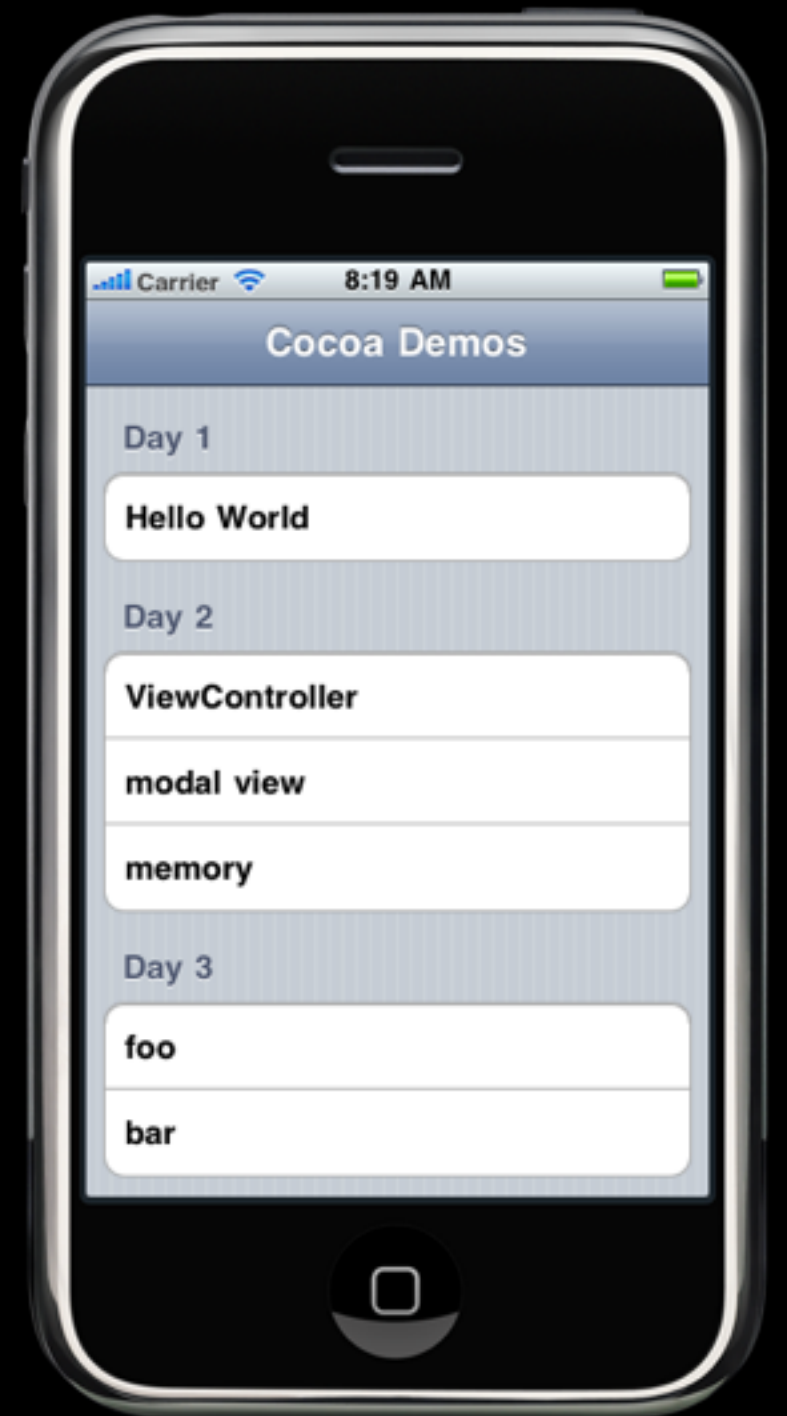 Carrier 8:19 AM
Cocoa Demos
Day 1
Hello World
Day 2
ViewController
modal view
memory
Day 3
foo
bar